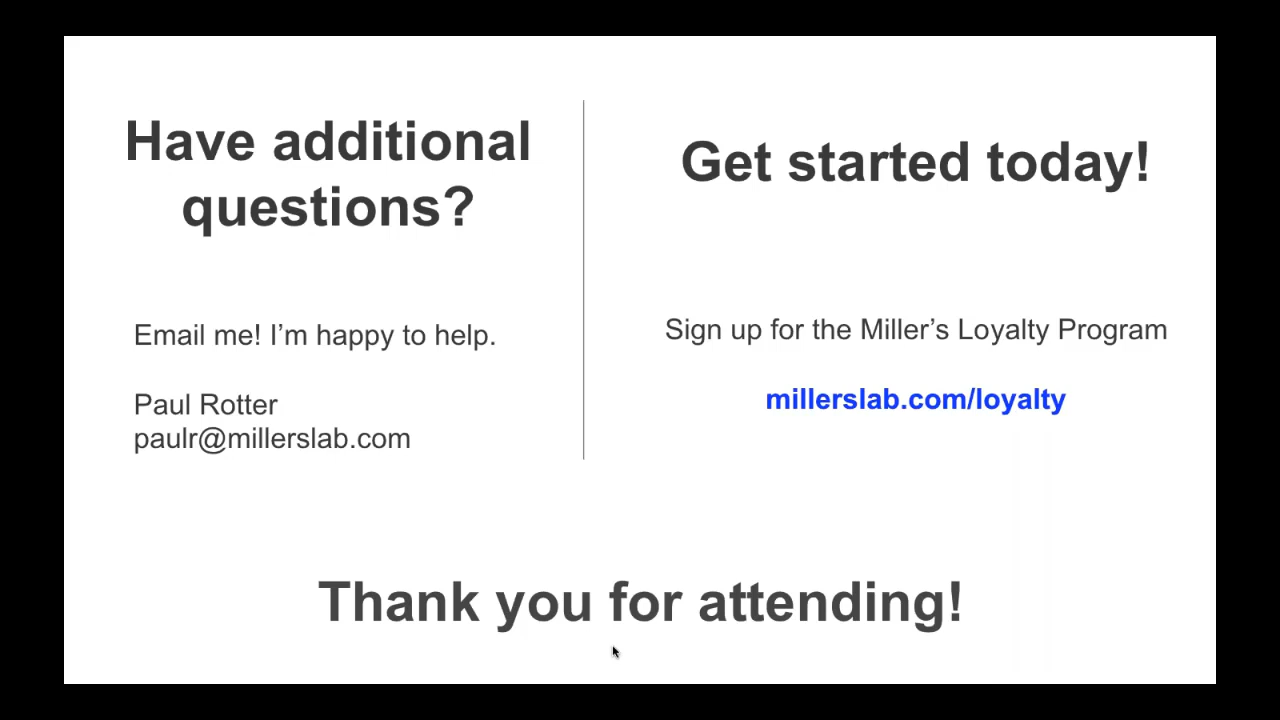 Have additional
questions?
Email me! I’m happy to help.
Paul Rotter
paulr@millerslab.com
Get started today!
Sign up for the Miller’s Loyalty Program
millerslab.com/loyalty
Thank you for attending!